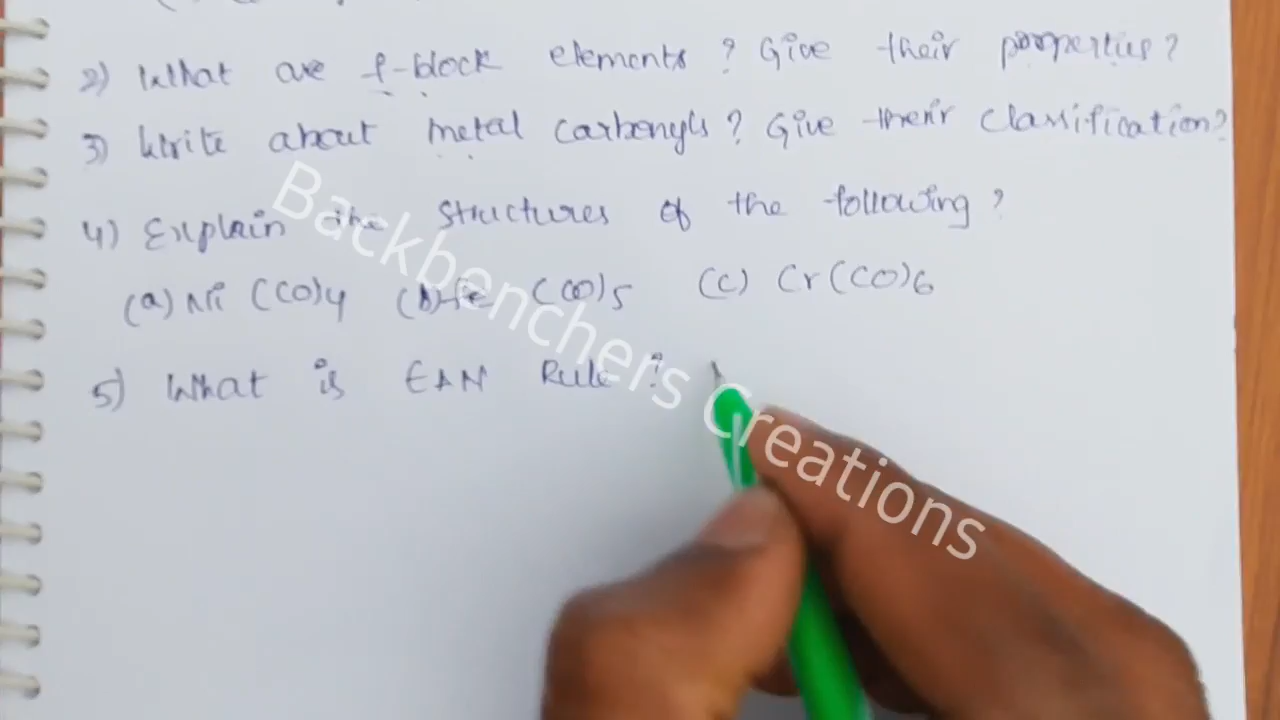 2) What are f-block elements? Give their properties?
3) Write about metal carbonyls? Give their classification?
4) Explain the structures of the following?
(a) Ni (CO)4 (b) Fe (CO)5 (c) Cr(CO)6
5) What is EAN Rule?
Backbenchers Creations